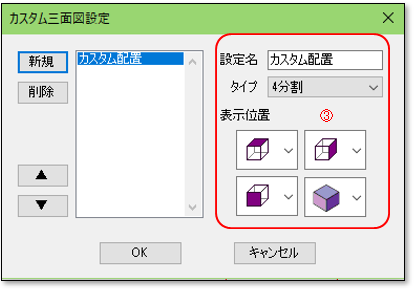 カスタム三面図設定
新規
削除
▲
▼
カスタム配置
設定名 カスタム配置
タイプ 4分割
表示位置 ③
OK
キャンセル